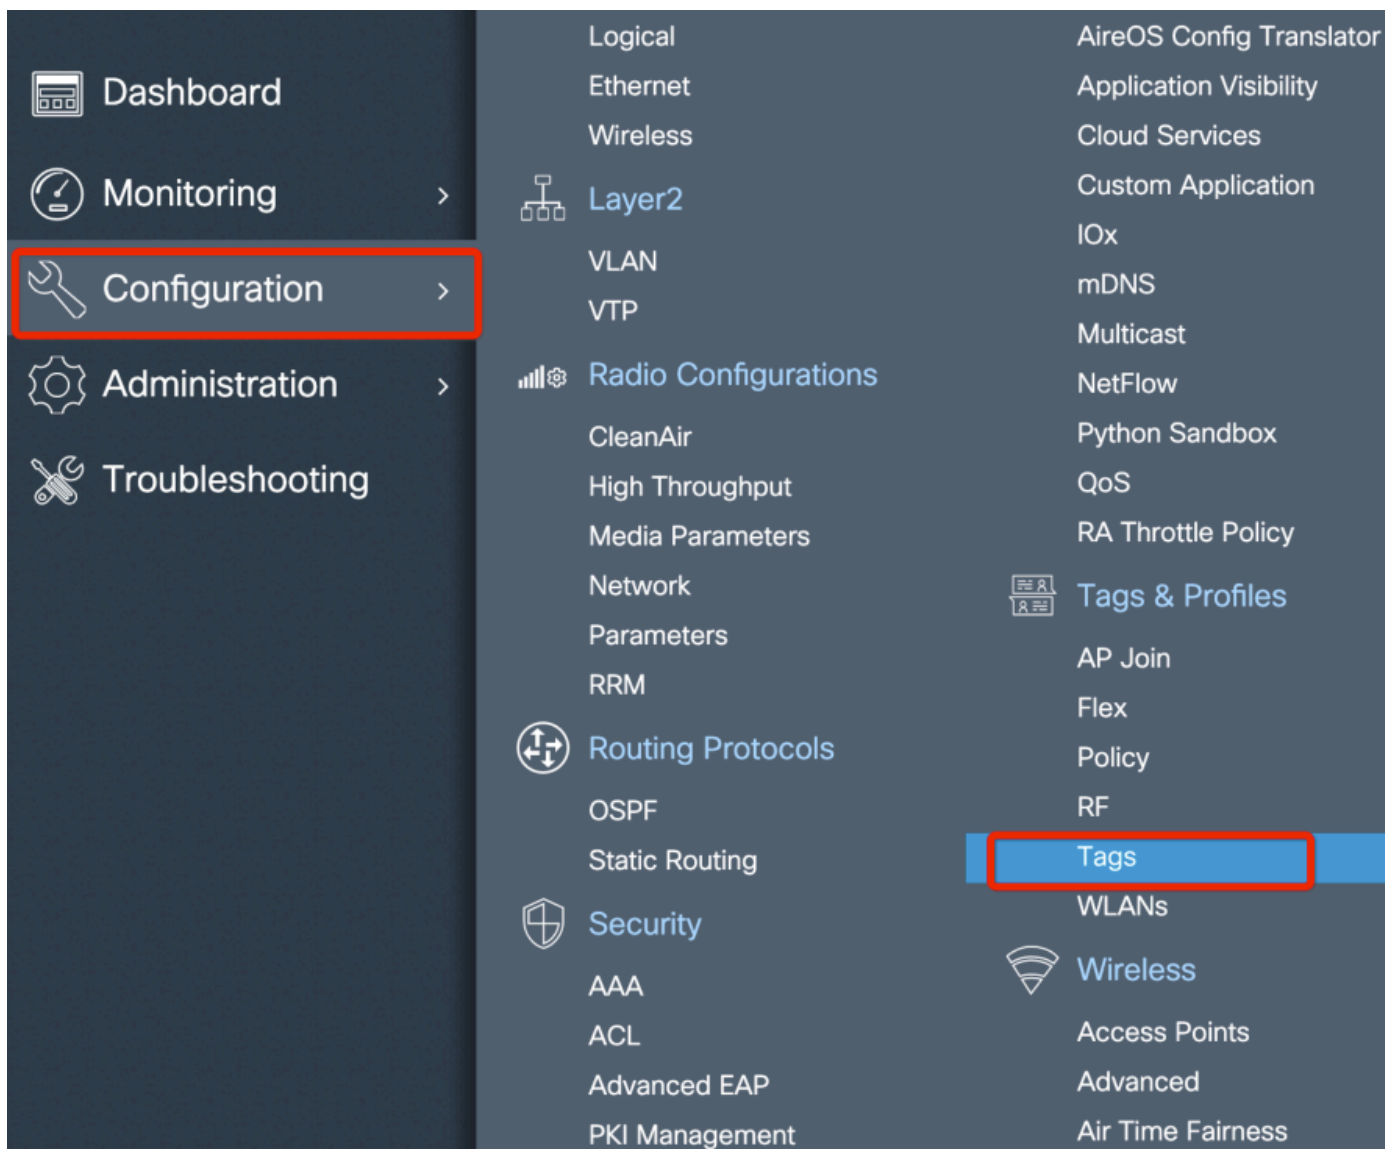 Dashboard
Monitoring
Configuration
Administration
Troubleshooting
Logical
Ethernet
Wireless
Layer2
VLAN
VTP
Radio Configurations
CleanAir
High Throughput
Media Parameters
Network
Parameters
RRM
Routing Protocols
OSPF
Static Routing
Security
AAA
ACL
Advanced EAP
PKI Management
AireOS Config Translator
Application Visibility
Cloud Services
Custom Application
IOx
mDNS
Multicast
NetFlow
Python Sandbox
QoS
RA Throttle Policy
Tags & Profiles
AP Join
Flex
Policy
RF
Tags
WLANs
Wireless
Access Points
Advanced
Air Time Fairness